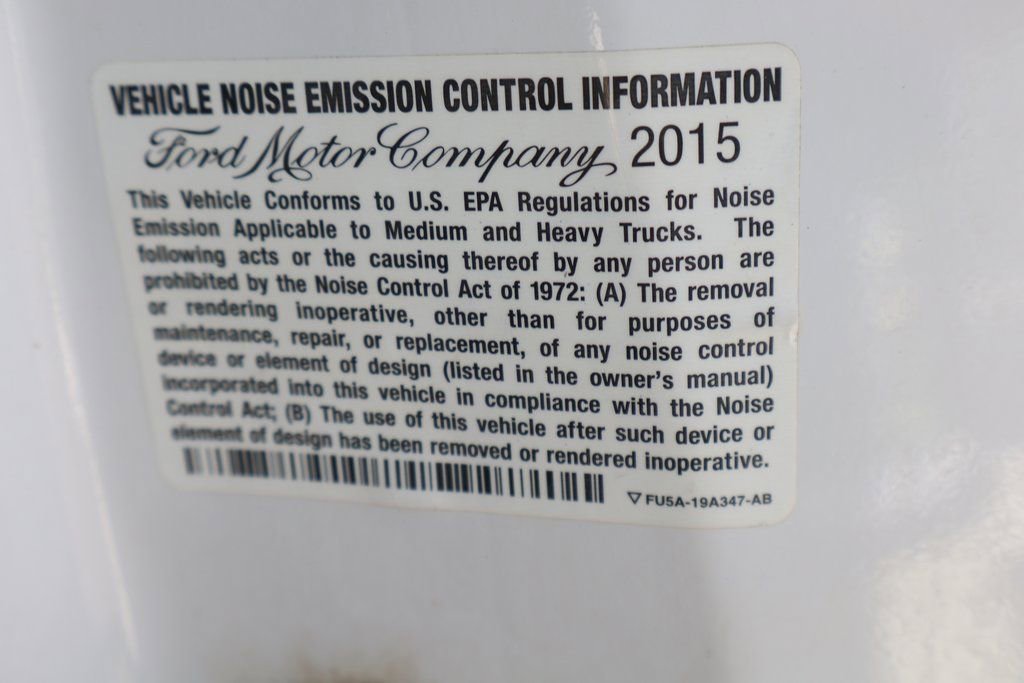 VEHICLE NOISE EMISSION CONTROL INFORMATION
Ford Motor Company 2015
This Vehicle Conforms to U.S. EPA Regulations for Noise
Emission Applicable to Medium and Heavy Trucks. The
following acts or the causing thereof by any person are
prohibited by the Noise Control Act of 1972: (A) The removal
or rendering inoperative, other than for purposes of
maintenance, repair, or replacement, of any noise control
device or element of design (listed in the owner's manual)
incorporated into this vehicle in compliance with the Noise
Control Act; (B) The use of this vehicle after such device or
element of design has been removed or rendered inoperative.
▽ FU5A-19A347-AB